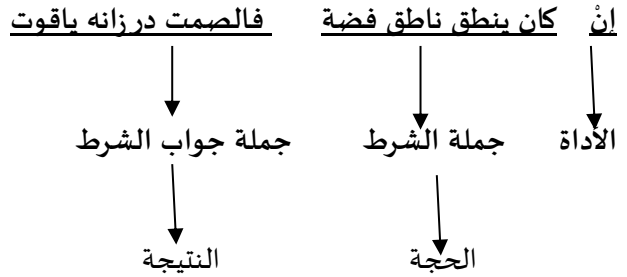 إنْ كان ينطق ناطق فضة فالصمت درزانه ياقوت
الأداة جملة الشرط جملة جواب الشرط
الحجة النتيجة